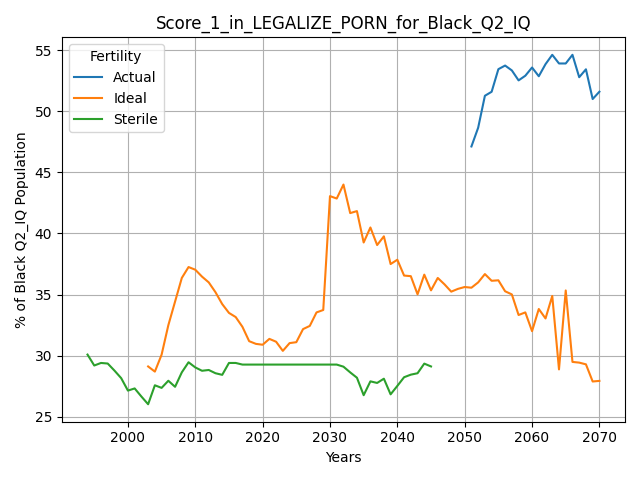 Score_1_in_LEGALIZE_PORN_for_Black_Q2_IQ
% of Black Q2_IQ Population
55
50
45
40
35
30
25
Fertility
Actual
Ideal
Sterile
2000 2010 2020 2030 2040 2050 2060 2070
Years